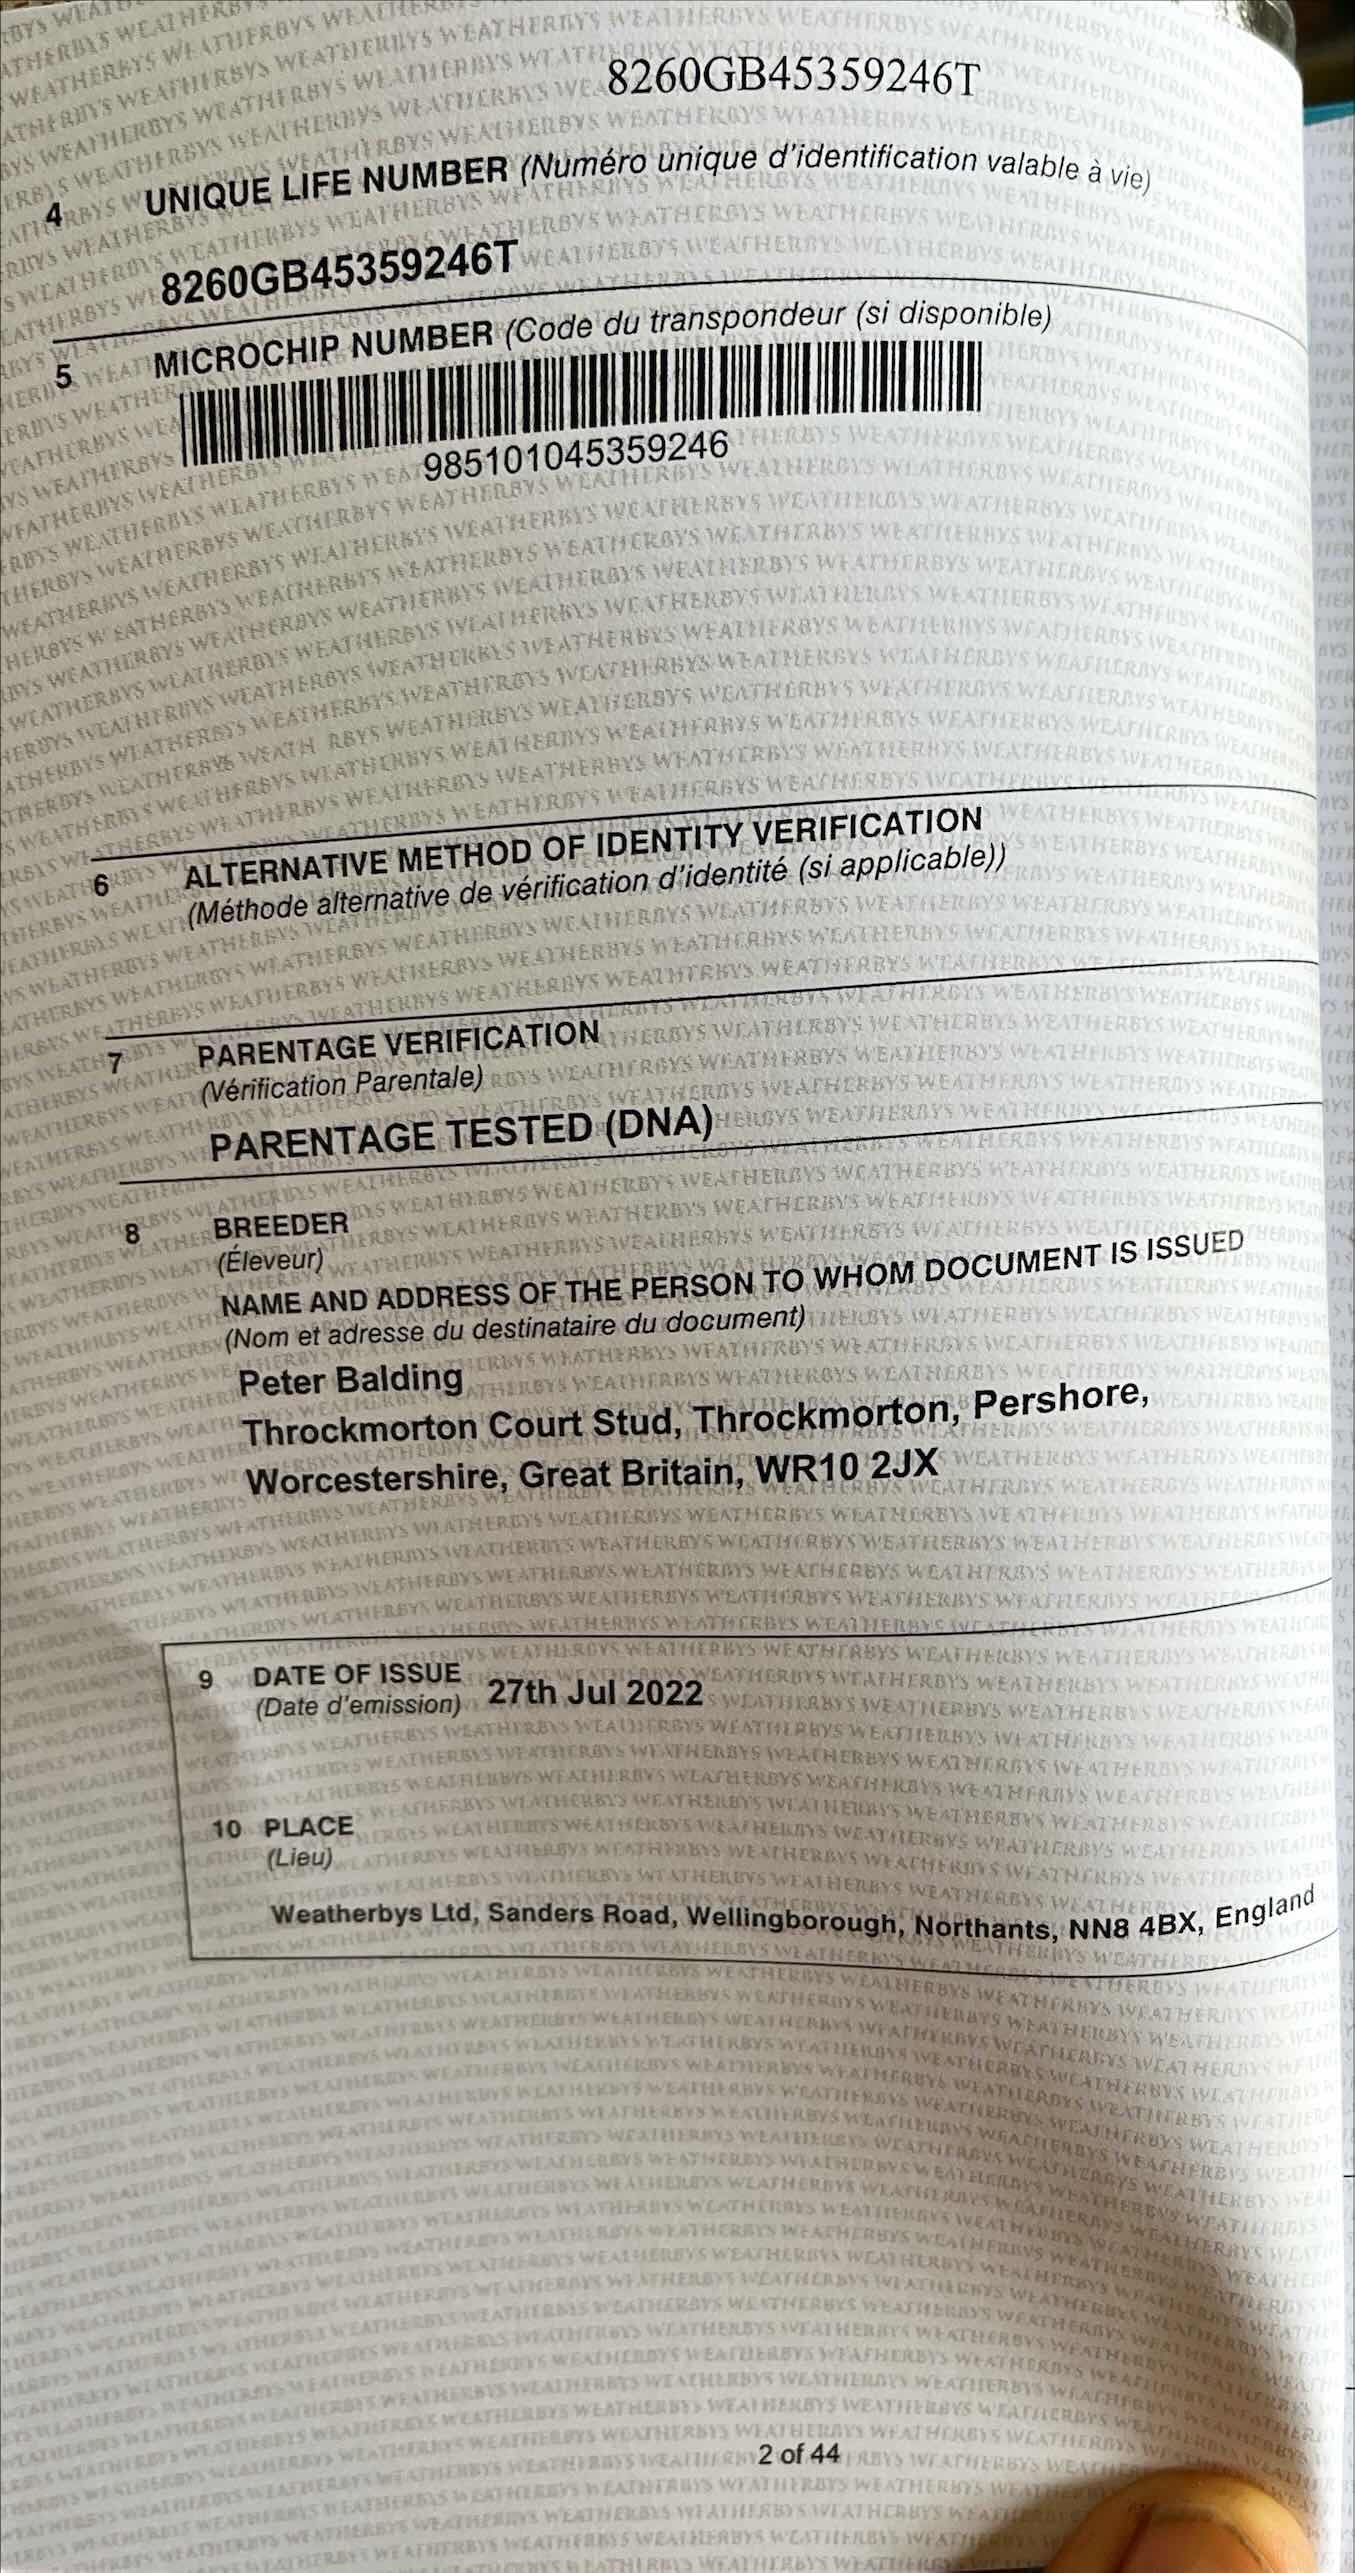 8260GB45359246T
4 UNIQUE LIFE NUMBER (Numéro unique d'identification valable à vie)
8260GB45359246T
5 MICROCHIP NUMBER (Code du transpondeur (si disponible)
985101045359246
6 ALTERNATIVE METHOD OF IDENTITY VERIFICATION
(Méthode alternative de vérification d'identité (si applicable))
7 PARENTAGE VERIFICATION
(Vérification Parentale)
PARENTAGE TESTED (DNA)
8 BREEDER
(Éleveur)
NAME AND ADDRESS OF THE PERSON TO WHOM DOCUMENT IS ISSUED
(Nom et adresse du destinataire du document)
Peter Balding
Throckmorton Court Stud, Throckmorton, Pershore,
Worcestershire, Great Britain, WR10 2JX
9 DATE OF ISSUE 27th Jul 2022
(Date d'emission)
10 PLACE
(Lieu)
Weatherbys Ltd, Sanders Road, Wellingborough, Northants, NN8 4BX, England
2 of 44